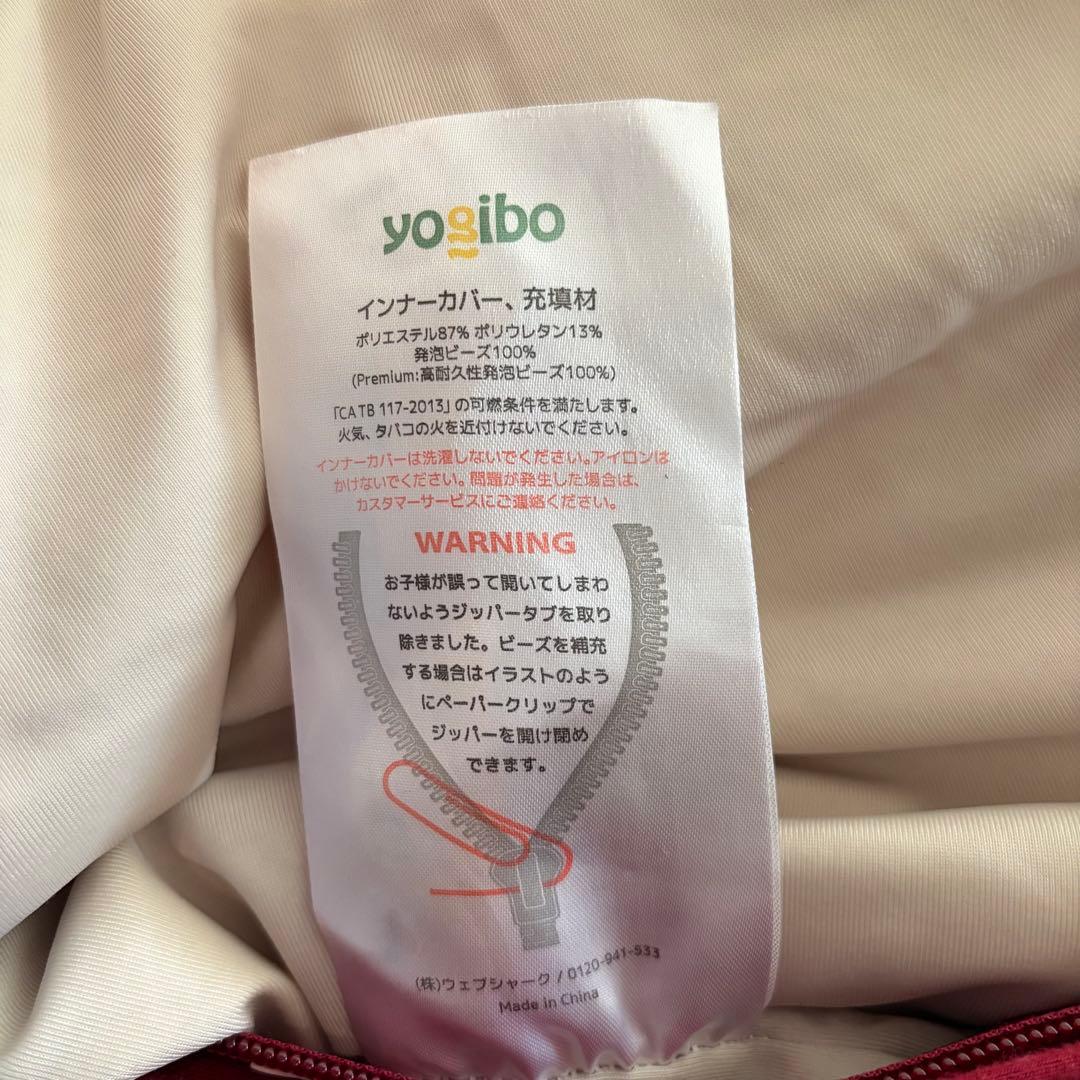 yogibo
インナーカバー、充填材
ポリエステル87% ポリウレタン13%
発泡ビーズ100%
(Premium:高耐久性発泡ビーズ100%)
「CA TB 117-2013」の可燃条件を満たします。
火気、タバコの火を近付けないでください。
インナーカバーは洗濯しないでください。アイロンは
かけないでください。問題が発生した場合は、
カスタマーサービスにご連絡ください。
WARNING
お子様が誤って開いてしまわ
ないようジッパータブを取り
除きました。ビーズを補充
する場合はイラストのよう
にペーパークリップで
ジッパーを開け閉め
できます。
(株)ウェブシャーク / 0120-941-533
Made in China